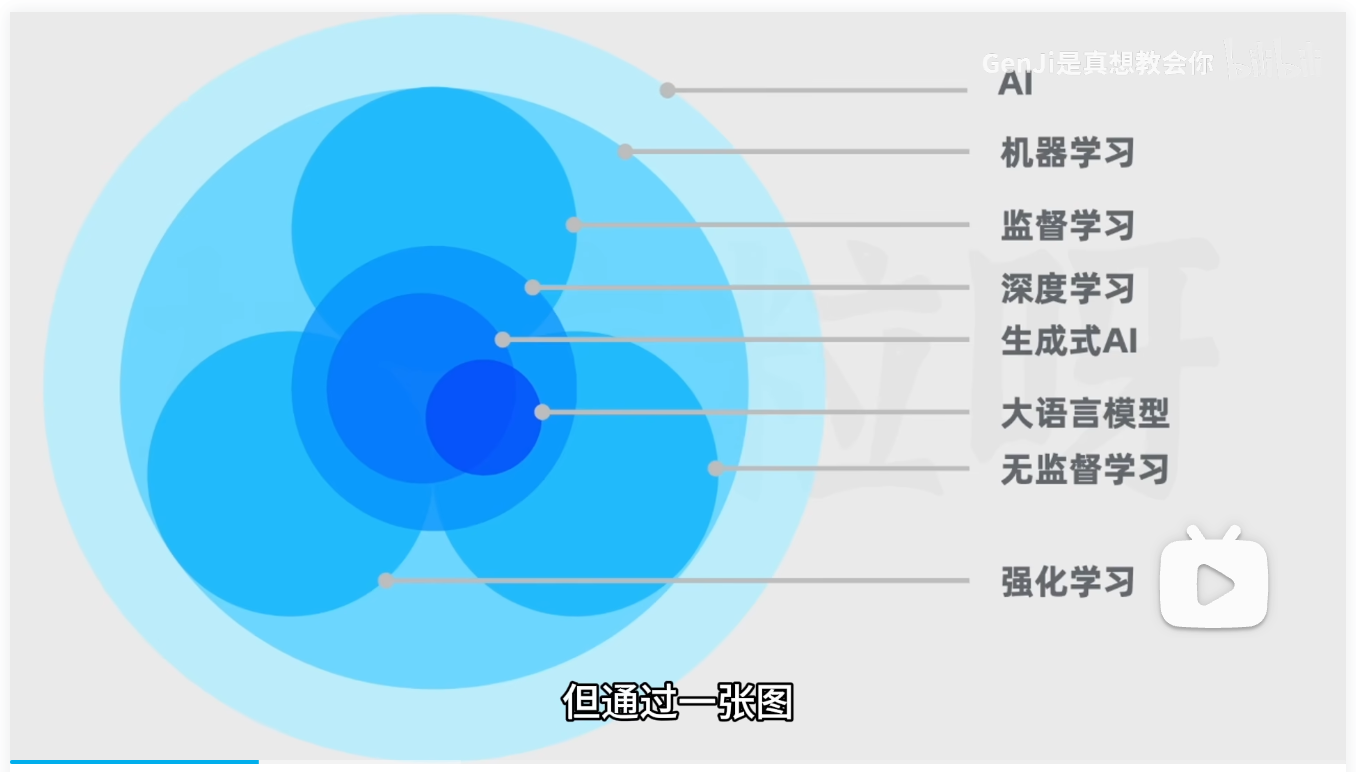 GenJi是真想教会你 bilibili
AI
机器学习
监督学习
深度学习
生成式AI
大语言模型
无监督学习
强化学习
但通过一张图